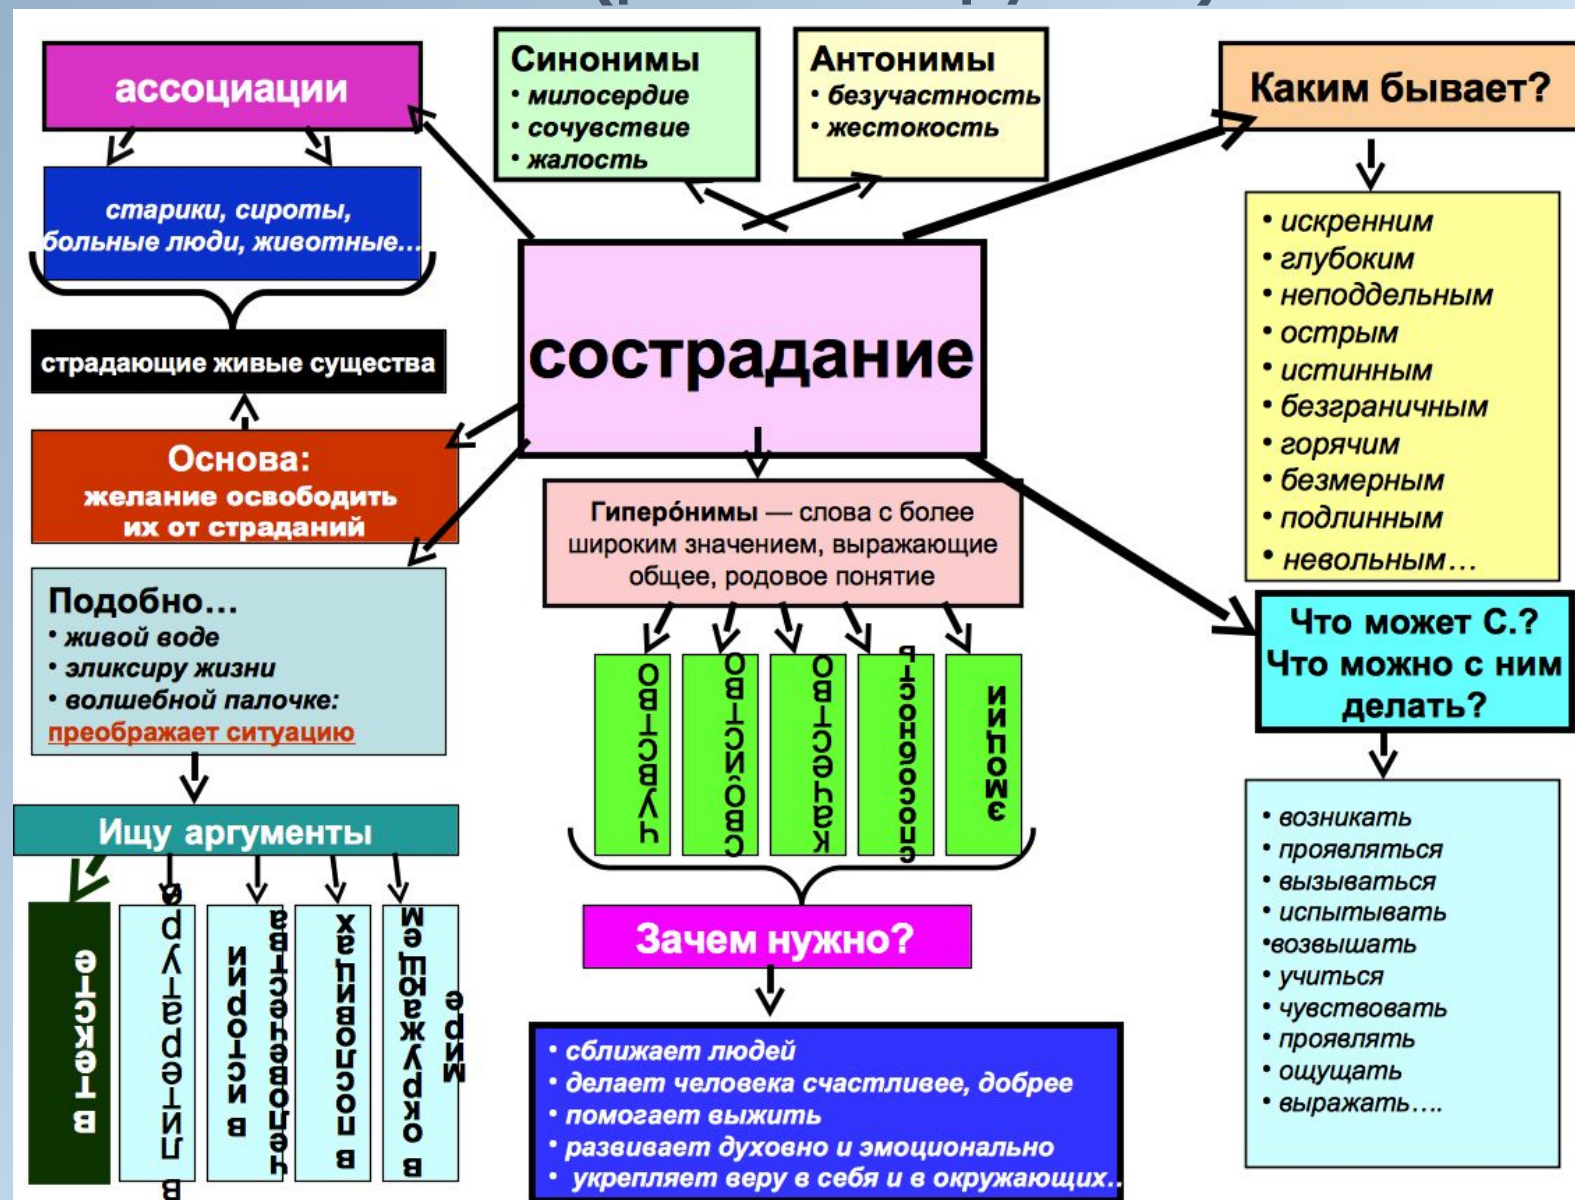 ассоциации
старики, сироты,
больные люди, животные…
страдающие живые существа
Основа:
желание освободить
их от страданий
Подобно…
• живой воде
• эликсиру жизни
• волшебной палочке:
преображает ситуацию
Ищу аргументы
в тексте
в литературе
в истории
человечества
в пословицах
в окружающем
мире
Синонимы
• милосердие
• сочувствие
• жалость
Антонимы
• безучастность
• жестокость
сострадание
Гиперо́нимы — слова с более
широким значением, выражающие
общее, родовое понятие
чувство
свойство
качество
способность
эмоции
Зачем нужно?
• сближает людей
• делает человека счастливее, добрее
• помогает выжить
• развивает духовно и эмоционально
• укрепляет веру в себя и в окружающих..
Каким бывает?
• искренним
• глубоким
• неподдельным
• острым
• истинным
• безграничным
• горячим
• безмерным
• подлинным
• невольным…
Что может С.?
Что можно с ним
делать?
• возникать
• проявляться
• вызываться
• испытывать
•возвышать
• учиться
• чувствовать
• проявлять
• ощущать
• выражать….